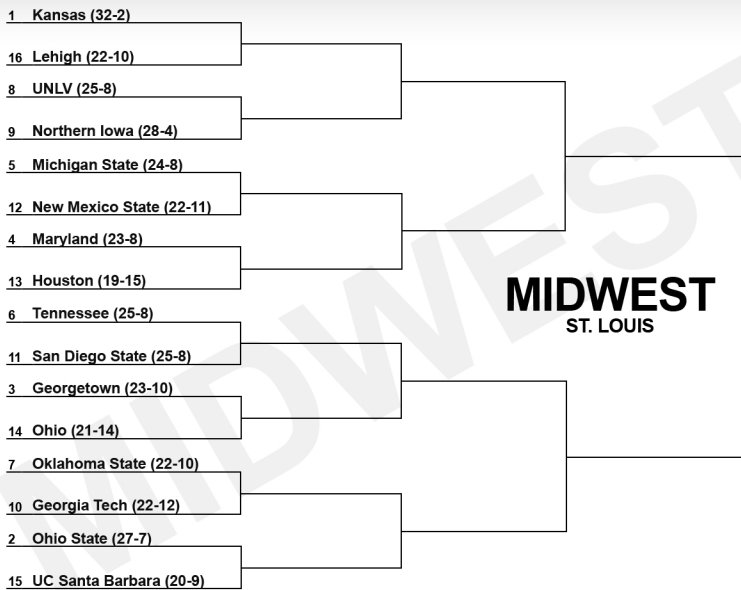 1 Kansas (32-2)
16 Lehigh (22-10)
8 UNLV (25-8)
9 Northern Iowa (28-4)
5 Michigan State (24-8)
12 New Mexico State (22-11)
4 Maryland (23-8)
13 Houston (19-15)
6 Tennessee (25-8)
11 San Diego State (25-8)
3 Georgetown (23-10)
14 Ohio (21-14)
7 Oklahoma State (22-10)
10 Georgia Tech (22-12)
2 Ohio State (27-7)
15 UC Santa Barbara (20-9)
MIDWEST
ST. LOUIS
MIDWEST